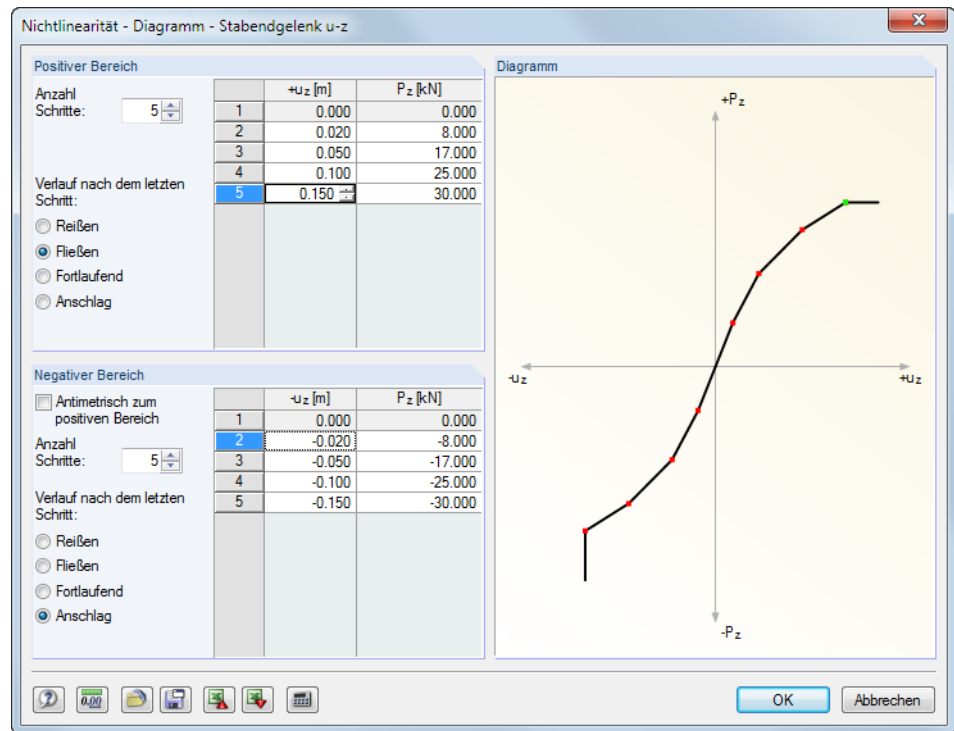 Nichtlinearität - Diagramm - Stabendgelenk u-z
Positiver Bereich
Anzahl
Schritte: 5
Verlauf nach dem letzten
Schritt:
Reißen
Fließen
Fortlaufend
Anschlag
+uz [m] Pz [kN]
1 0.000 0.000
2 0.020 8.000
3 0.050 17.000
4 0.100 25.000
5 0.150 30.000
Negativer Bereich
Antimetrisch zum
positiven Bereich
Anzahl
Schritte: 5
Verlauf nach dem letzten
Schritt:
Reißen
Fließen
Fortlaufend
Anschlag
-uz [m] Pz [kN]
1 0.000 0.000
2 -0.020 -8.000
3 -0.050 -17.000
4 -0.100 -25.000
5 -0.150 -30.000
Diagramm
+Pz
-uz +uz
-Pz
0.00
OK Abbrechen